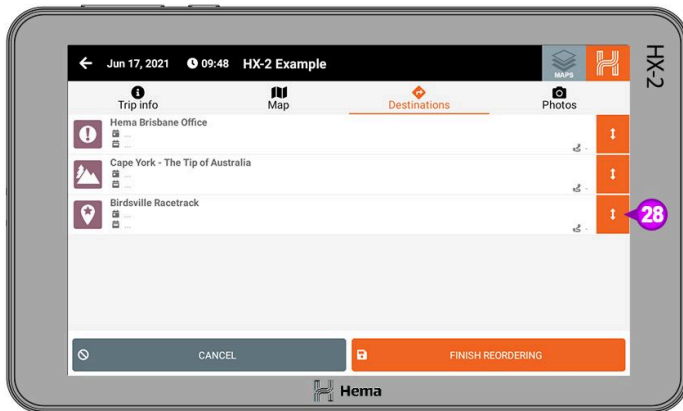 Jun 17, 2021 09:48 HX-2 Example
MAPS
HX-2
Trip info Map Destinations Photos
Hema Brisbane Office
...
...
-
Cape York - The Tip of Australia
...
...
-
Birdsville Racetrack
...
...
-
28
CANCEL FINISH REORDERING
Hema